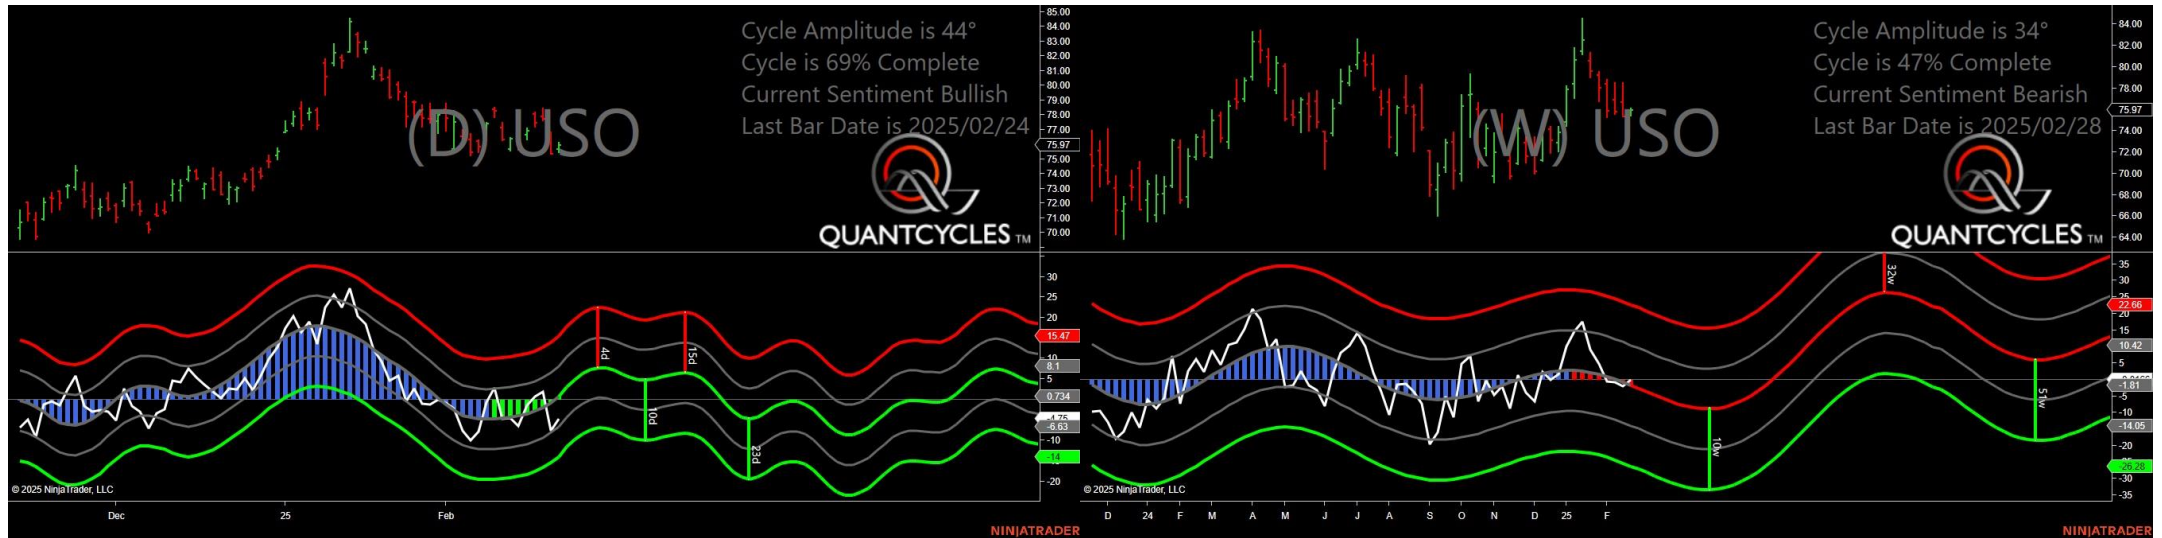 Cycle Amplitude is 44°
Cycle is 69% Complete
Current Sentiment Bullish
Last Bar Date is 2025/02/24
(D) USO
QUANTCYCLES TM
85.00
84.00
83.00
82.00
81.00
80.00
79.00
78.00
77.00
75.97
75.00
74.00
73.00
72.00
71.00
70.00
30
25
20
15.47
10
8.1
5
0.734
-4.75
-6.63
-10
-14
-20
4d
15d
10d
23d
© 2025 NinjaTrader, LLC
Dec
25
Feb
NINJATRADER
Cycle Amplitude is 34°
Cycle is 47% Complete
Current Sentiment Bearish
Last Bar Date is 2025/02/28
(W) USO
QUANTCYCLES TM
84.00
82.00
80.00
78.00
75.97
74.00
72.00
70.00
68.00
66.00
64.00
35
30
25
22.66
20
15
10.42
5
-1.81
-5
-10
-14.05
-20
-26.28
-30
-35
32w
10w
51w
© 2025 NinjaTrader, LLC
D 24 F M A M J J A S O N D 25 F
NINJATRADER